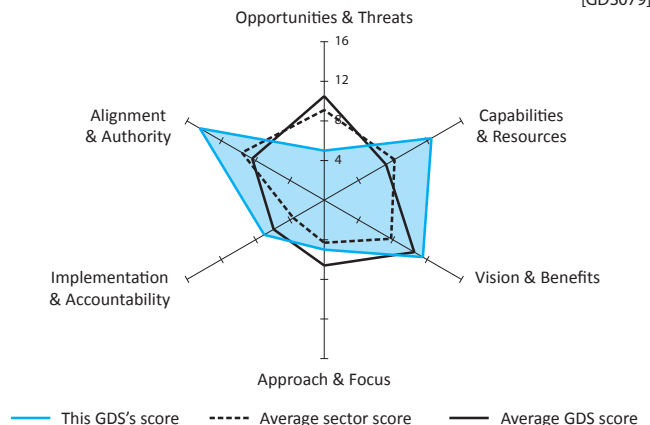 [GDS079]
Opportunities & Threats
16
12
8
4
Alignment
& Authority
Capabilities
& Resources
Implementation
& Accountability
Vision & Benefits
Approach & Focus
This GDS's score
Average sector score
Average GDS score